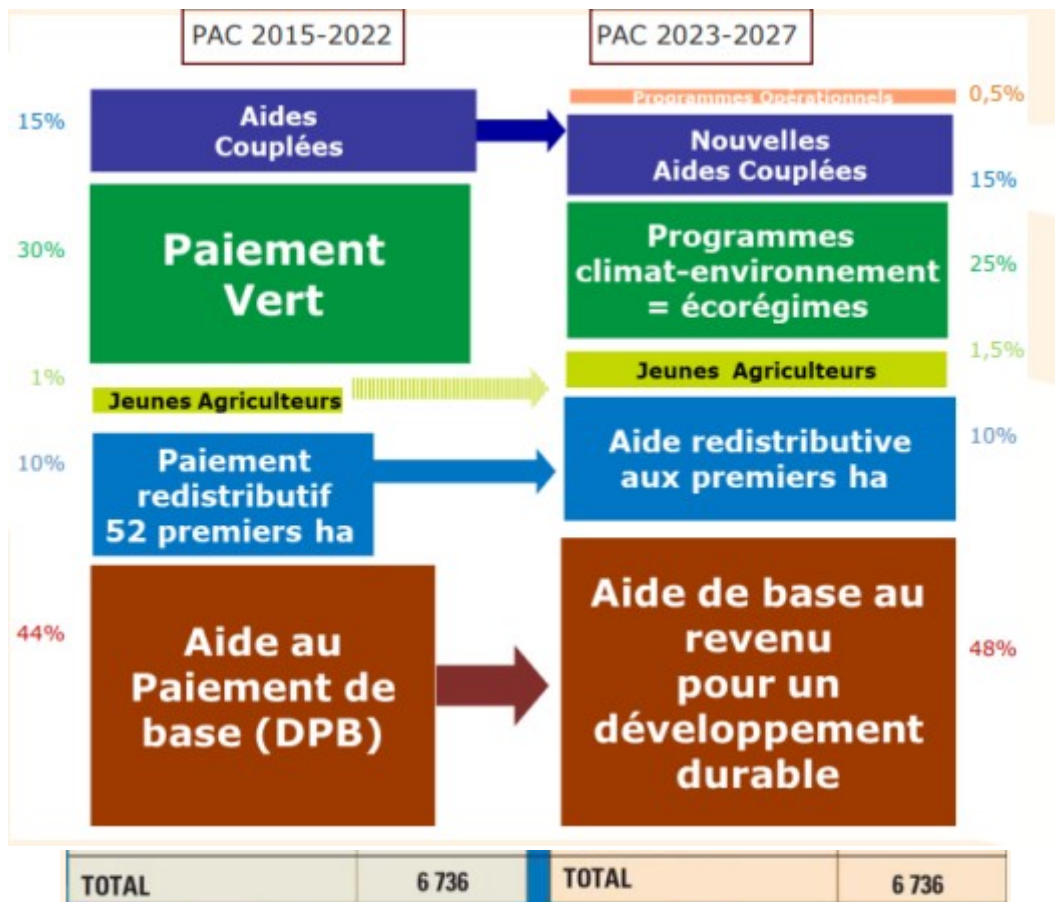 PAC 2015-2022
PAC 2023-2027
15%
Aides
Couplées
Programmes Opérationnels
0,5%
Nouvelles
Aides Couplées
15%
30%
Paiement
Vert
Programmes
climat-environnement
= écorégimes
25%
1%
Jeunes Agriculteurs
1,5%
Jeunes Agriculteurs
10%
Paiement
redistributif
52 premiers ha
Aide redistributive
aux premiers ha
10%
44%
Aide au
Paiement de
base (DPB)
Aide de base au
revenu
pour un
développement
durable
48%
TOTAL 6 736
TOTAL 6 736